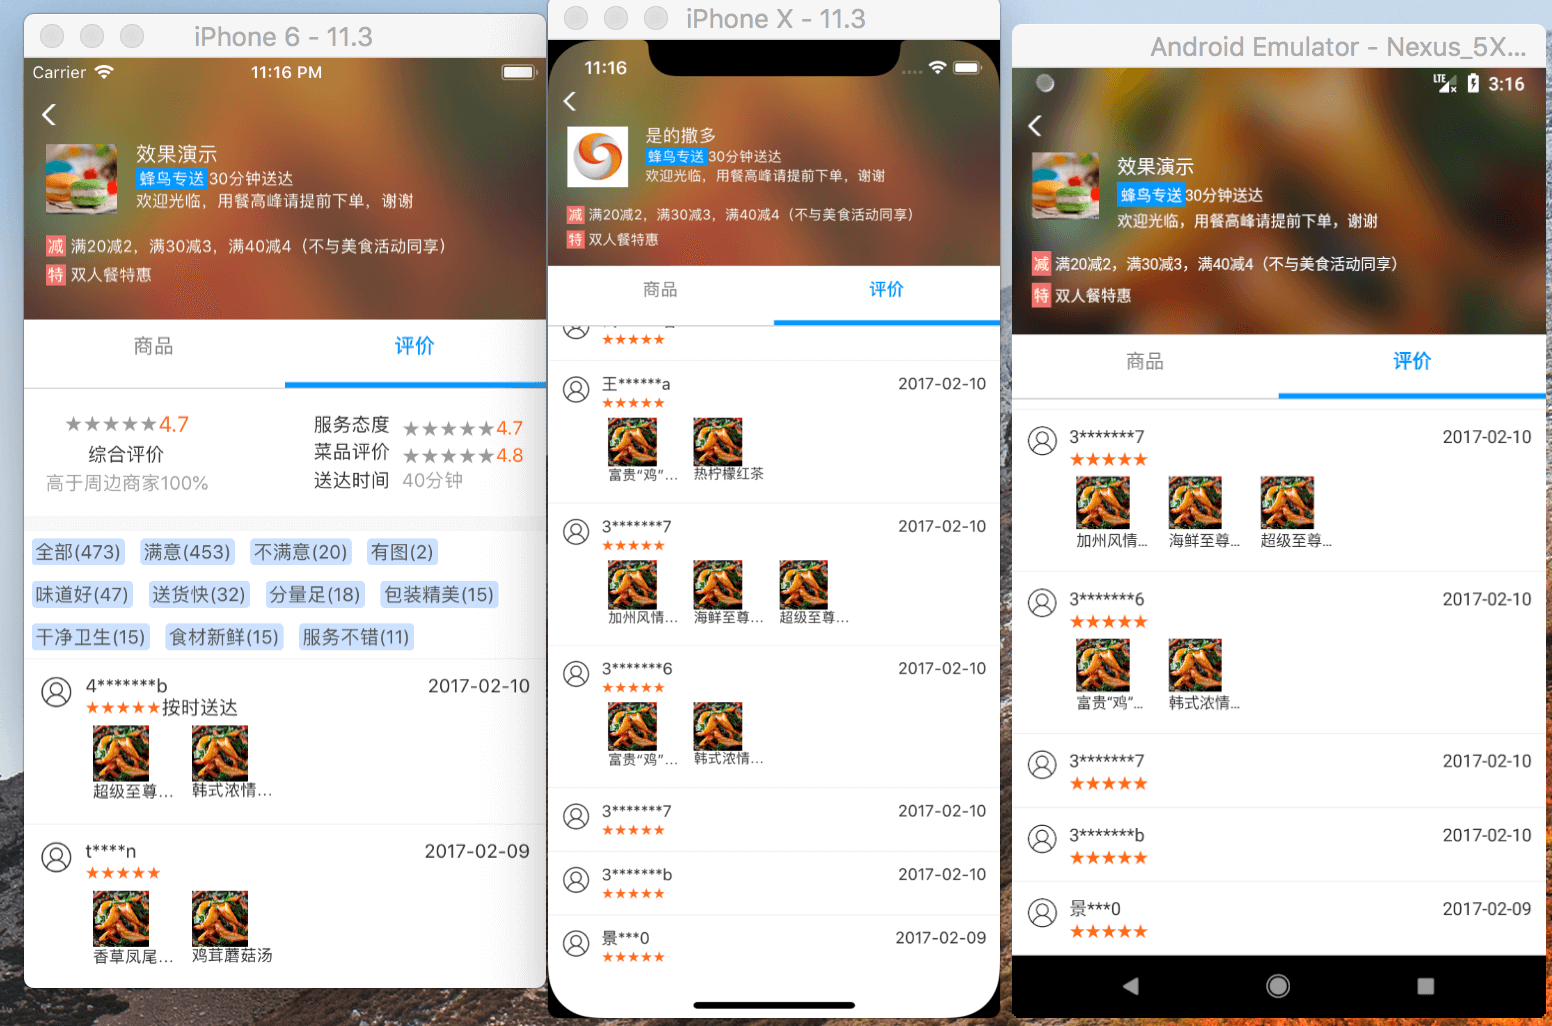 iPhone 6 - 11.3
Carrier
11:16 PM
效果演示
蜂鸟专送30分钟送达
欢迎光临，用餐高峰请提前下单，谢谢
减 满20减2，满30减3，满40减4（不与美食活动同享）
特 双人餐特惠
商品
评价
★★★★★4.7
综合评价
高于周边商家100%
服务态度 ★★★★★4.7
菜品评价 ★★★★★4.8
送达时间 40分钟
全部(473) 满意(453) 不满意(20) 有图(2)
味道好(47) 送货快(32) 分量足(18) 包装精美(15)
干净卫生(15) 食材新鲜(15) 服务不错(11)
4*******b 2017-02-10
★★★★★按时送达
超级至尊... 韩式浓情...
t****n 2017-02-09
★★★★★
香草凤尾... 鸡茸蘑菇汤
iPhone X - 11.3
11:16
是的撒多
蜂鸟专送30分钟送达
欢迎光临，用餐高峰请提前下单，谢谢
减 满20减2，满30减3，满40减4（不与美食活动同享）
特 双人餐特惠
商品
评价
★★★★★
王******a 2017-02-10
★★★★★
富贵“鸡”... 热柠檬红茶
3*******7 2017-02-10
★★★★★
加州风情... 海鲜至尊... 超级至尊...
3*******6 2017-02-10
★★★★★
富贵“鸡”... 韩式浓情...
3*******7 2017-02-10
★★★★★
3*******b 2017-02-10
★★★★★
景***0 2017-02-09
★★★★★
Android Emulator - Nexus_5X...
LTE 3:16
效果演示
蜂鸟专送30分钟送达
欢迎光临，用餐高峰请提前下单，谢谢
减 满20减2，满30减3，满40减4（不与美食活动同享）
特 双人餐特惠
商品
评价
3*******7 2017-02-10
★★★★★
加州风情... 海鲜至尊... 超级至尊...
3*******6 2017-02-10
★★★★★
富贵“鸡”... 韩式浓情...
3*******7 2017-02-10
★★★★★
3*******b 2017-02-10
★★★★★
景***0 2017-02-09
★★★★★